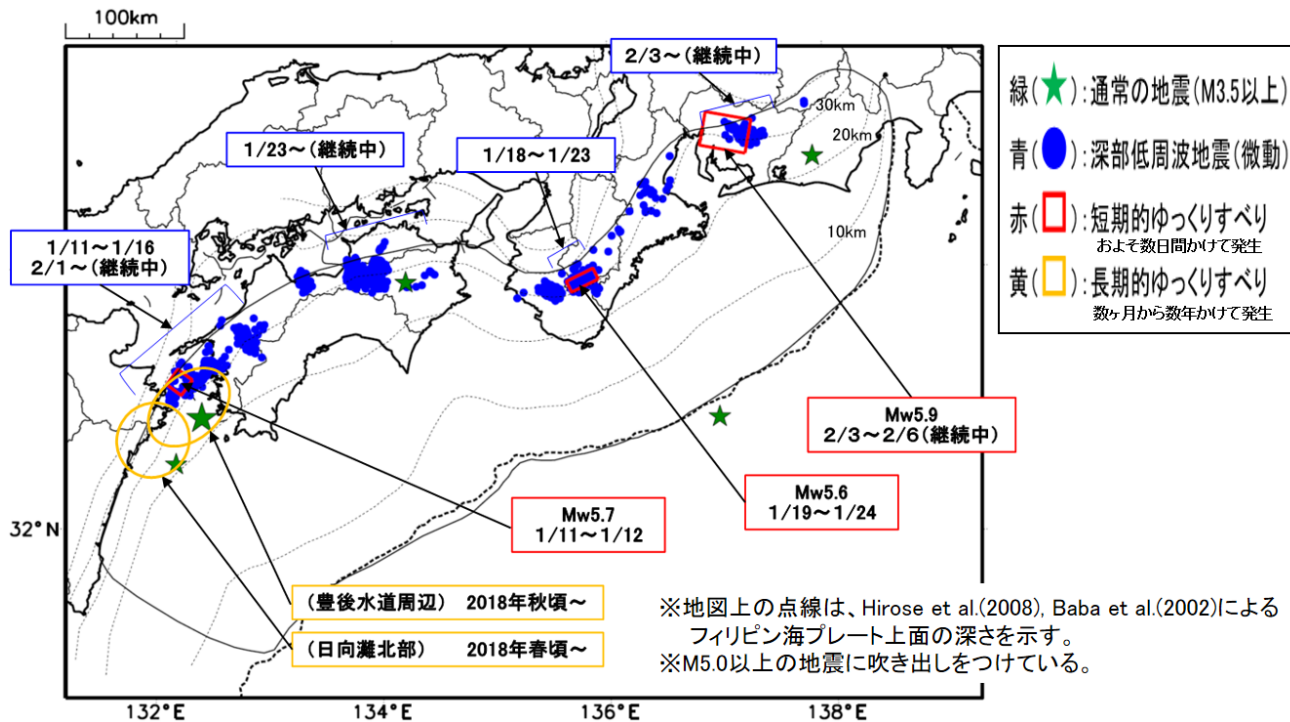 100km
2/3～(継続中)
30km
20km
10km
1/23～(継続中)
1/18～1/23
1/11～1/16
2/1～(継続中)
緑(★)：通常の地震(M3.5以上)
青(●)：深部低周波地震(微動)
赤(□)：短期的ゆっくりすべり
およそ数日間かけて発生
黄(□)：長期的ゆっくりすべり
数ヶ月から数年かけて発生
Mw5.9
2/3～2/6(継続中)
Mw5.6
1/19～1/24
Mw5.7
1/11～1/12
32°N
(豊後水道周辺)　2018年秋頃～
(日向灘北部)　2018年春頃～
※地図上の点線は、Hirose et al.(2008), Baba et al.(2002)による
フィリピン海プレート上面の深さを示す。
※M5.0以上の地震に吹き出しをつけている。
132°E
134°E
136°E
138°E